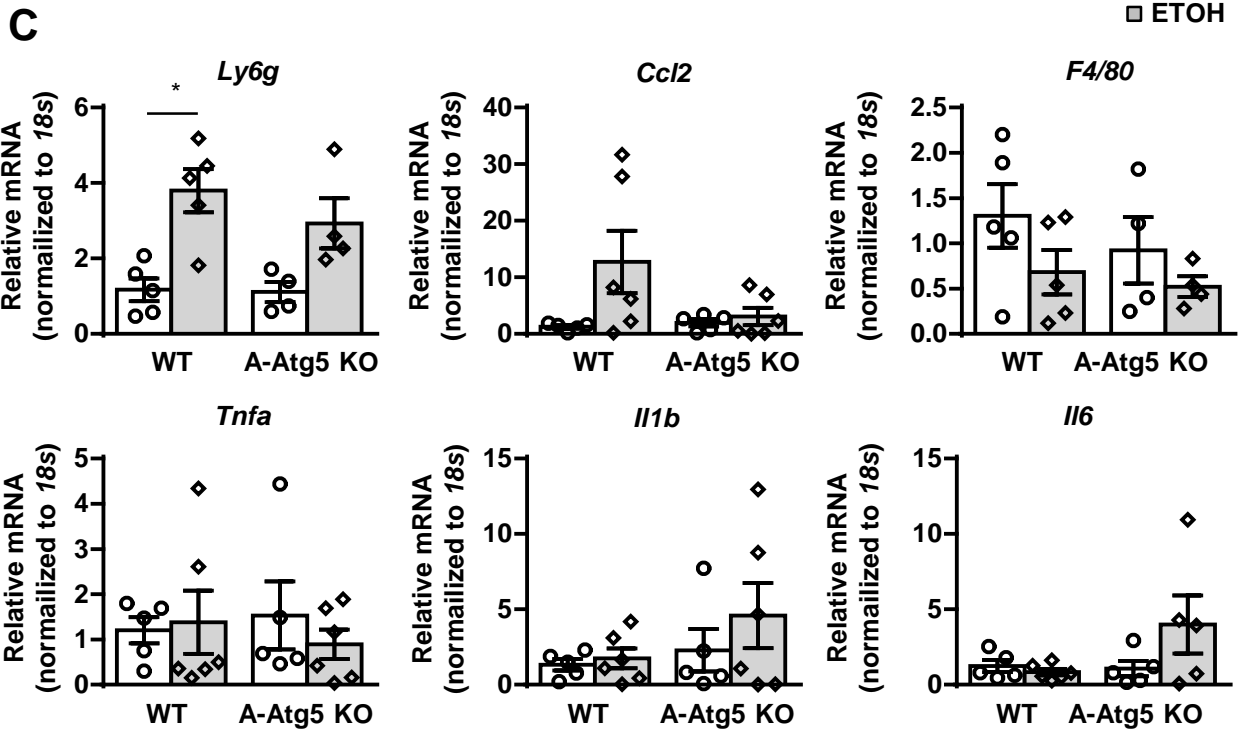 C
ETOH
Ly6g
Ccl2
F4/80
Relative mRNA
(normailized to 18s)
6
4
2
0
*
WT
A-Atg5 KO
Relative mRNA
(normailized to 18s)
40
30
20
10
0
WT
A-Atg5 KO
Relative mRNA
(normailized to 18s)
2.5
2.0
1.5
1.0
0.5
0.0
WT
A-Atg5 KO
Tnfa
Il1b
Il6
Relative mRNA
(normailized to 18s)
5
4
3
2
1
0
WT
A-Atg5 KO
Relative mRNA
(normailized to 18s)
15
10
5
0
WT
A-Atg5 KO
Relative mRNA
(normailized to 18s)
15
10
5
0
WT
A-Atg5 KO